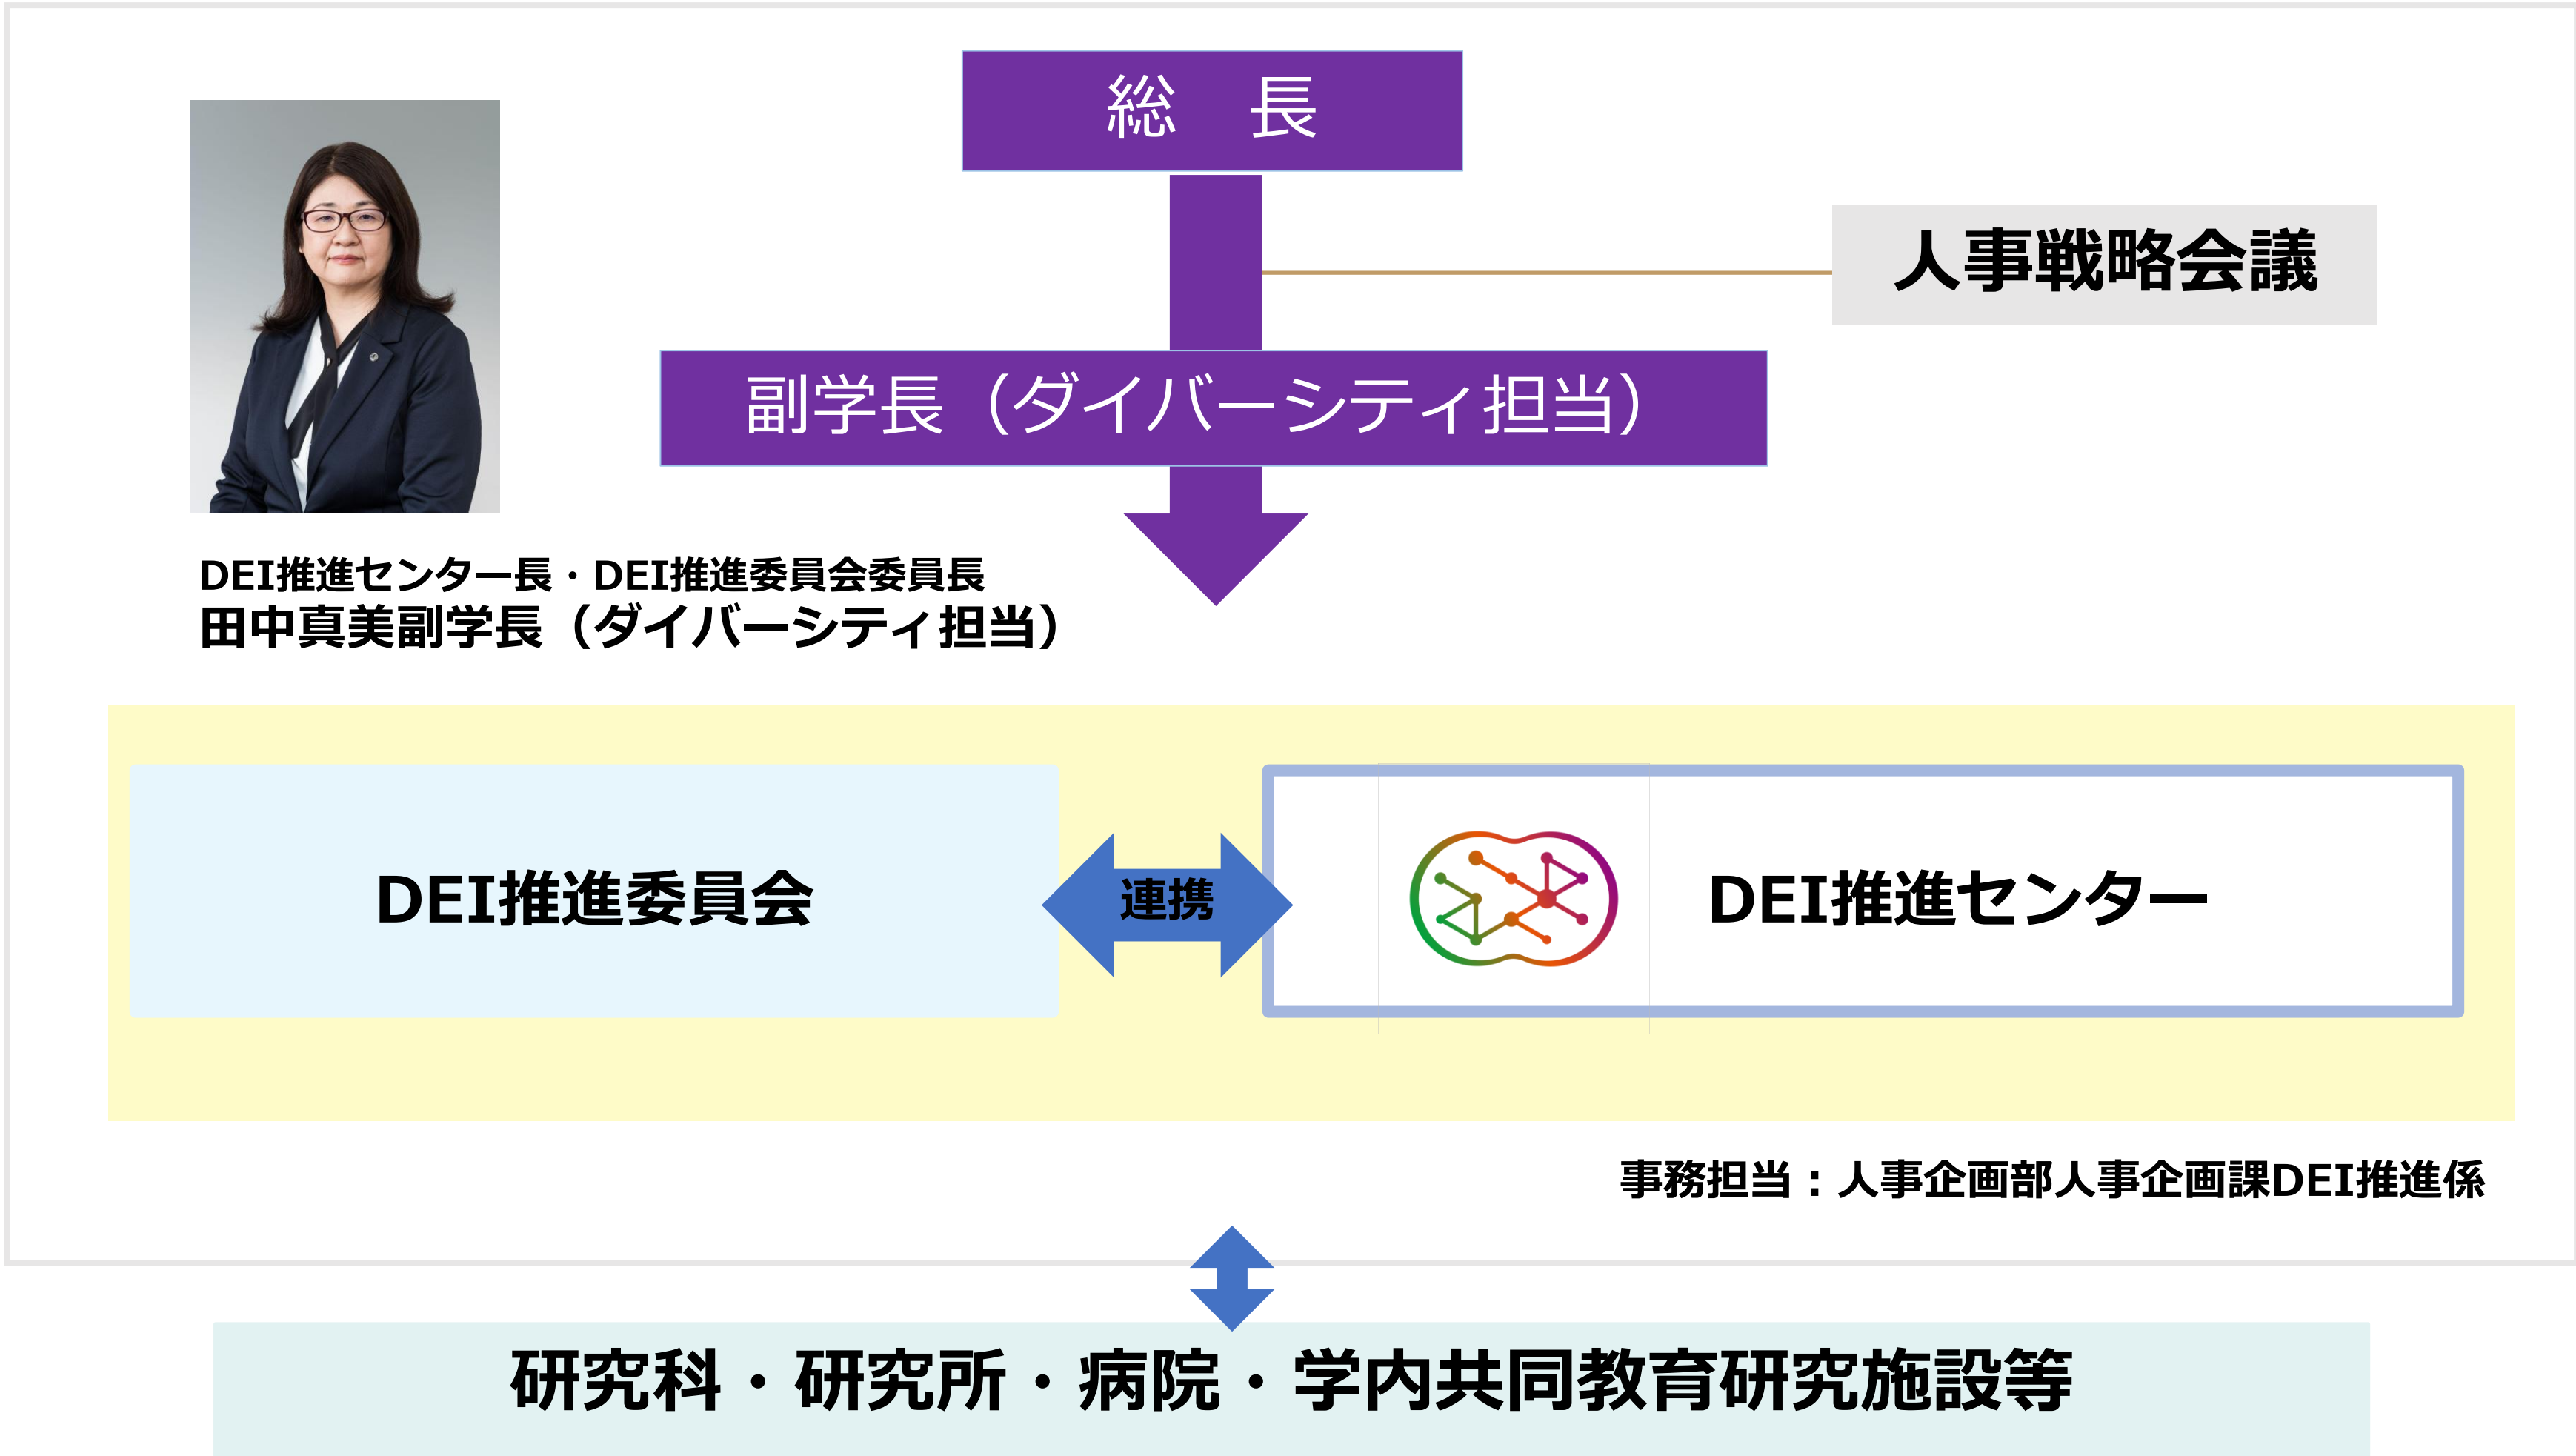 総　長
人事戦略会議
副学長（ダイバーシティ担当）
DEI推進センター長・DEI推進委員会委員長
田中真美副学長（ダイバーシティ担当）
DEI推進委員会
連携
DEI推進センター
事務担当：人事企画部人事企画課DEI推進係
研究科・研究所・病院・学内共同教育研究施設等